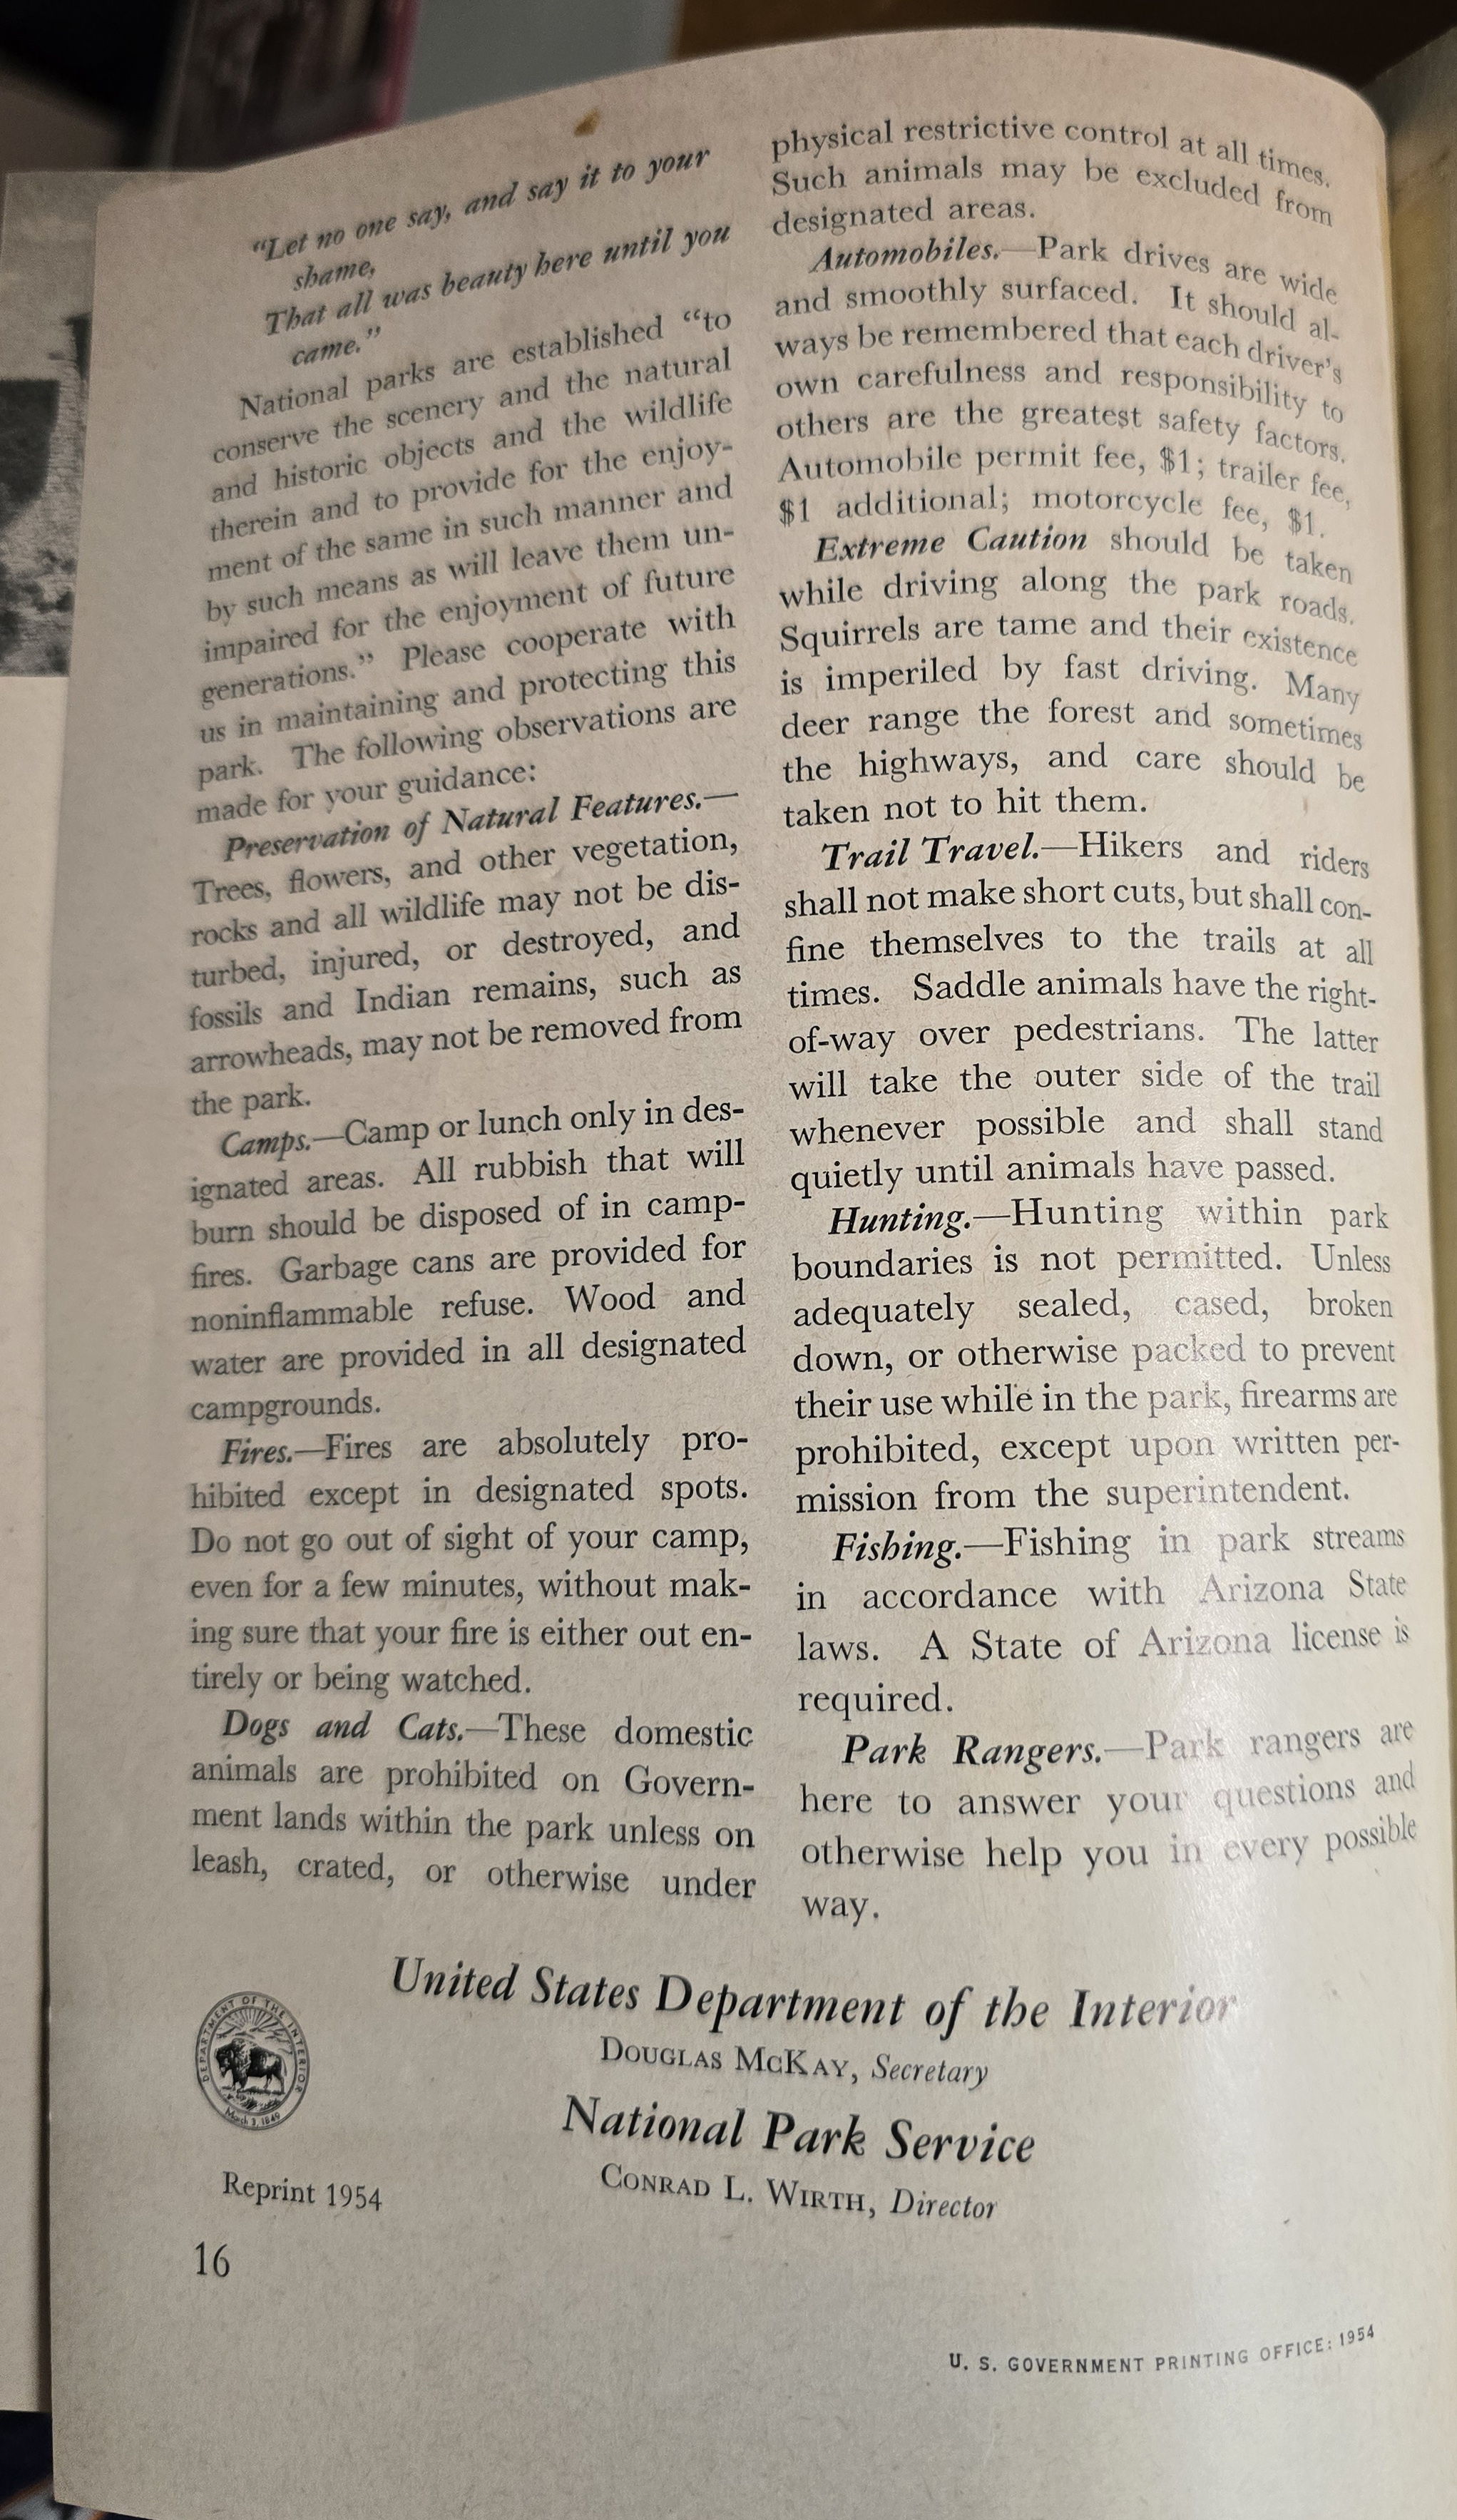 “Let no one say, and say it to your
shame,
That all was beauty here until you
came.”
National parks are established “to
conserve the scenery and the natural
and historic objects and the wildlife
therein and to provide for the enjoy-
ment of the same in such manner and
by such means as will leave them un-
impaired for the enjoyment of future
generations.” Please cooperate with
us in maintaining and protecting this
park. The following observations are
made for your guidance:
Preservation of Natural Features.—
Trees, flowers, and other vegetation,
rocks and all wildlife may not be dis-
turbed, injured, or destroyed, and
fossils and Indian remains, such as
arrowheads, may not be removed from
the park.
Camps.—Camp or lunch only in des-
ignated areas. All rubbish that will
burn should be disposed of in camp-
fires. Garbage cans are provided for
noninflammable refuse. Wood and
water are provided in all designated
campgrounds.
Fires.—Fires are absolutely pro-
hibited except in designated spots.
Do not go out of sight of your camp,
even for a few minutes, without mak-
ing sure that your fire is either out en-
tirely or being watched.
Dogs and Cats.—These domestic
animals are prohibited on Govern-
ment lands within the park unless on
leash, crated, or otherwise under
physical restrictive control at all times.
Such animals may be excluded from
designated areas.
Automobiles.—Park drives are wide
and smoothly surfaced. It should al-
ways be remembered that each driver’s
own carefulness and responsibility to
others are the greatest safety factors.
Automobile permit fee, $1; trailer fee,
$1 additional; motorcycle fee, $1.
Extreme Caution should be taken
while driving along the park roads.
Squirrels are tame and their existence
is imperiled by fast driving. Many
deer range the forest and sometimes
the highways, and care should be
taken not to hit them.
Trail Travel.—Hikers and riders
shall not make short cuts, but shall con-
fine themselves to the trails at all
times. Saddle animals have the right-
of-way over pedestrians. The latter
will take the outer side of the trail
whenever possible and shall stand
quietly until animals have passed.
Hunting.—Hunting within park
boundaries is not permitted. Unless
adequately sealed, cased, broken
down, or otherwise packed to prevent
their use while in the park, firearms are
prohibited, except upon written per-
mission from the superintendent.
Fishing.—Fishing in park streams
in accordance with Arizona State
laws. A State of Arizona license is
required.
Park Rangers.—Park rangers are
here to answer your questions and
otherwise help you in every possible
way.
United States Department of the Interior
DOUGLAS MCKAY, Secretary
National Park Service
CONRAD L. WIRTH, Director
DEPARTMENT OF THE INTERIOR
March 3, 1849
Reprint 1954
16
U. S. GOVERNMENT PRINTING OFFICE: 1954